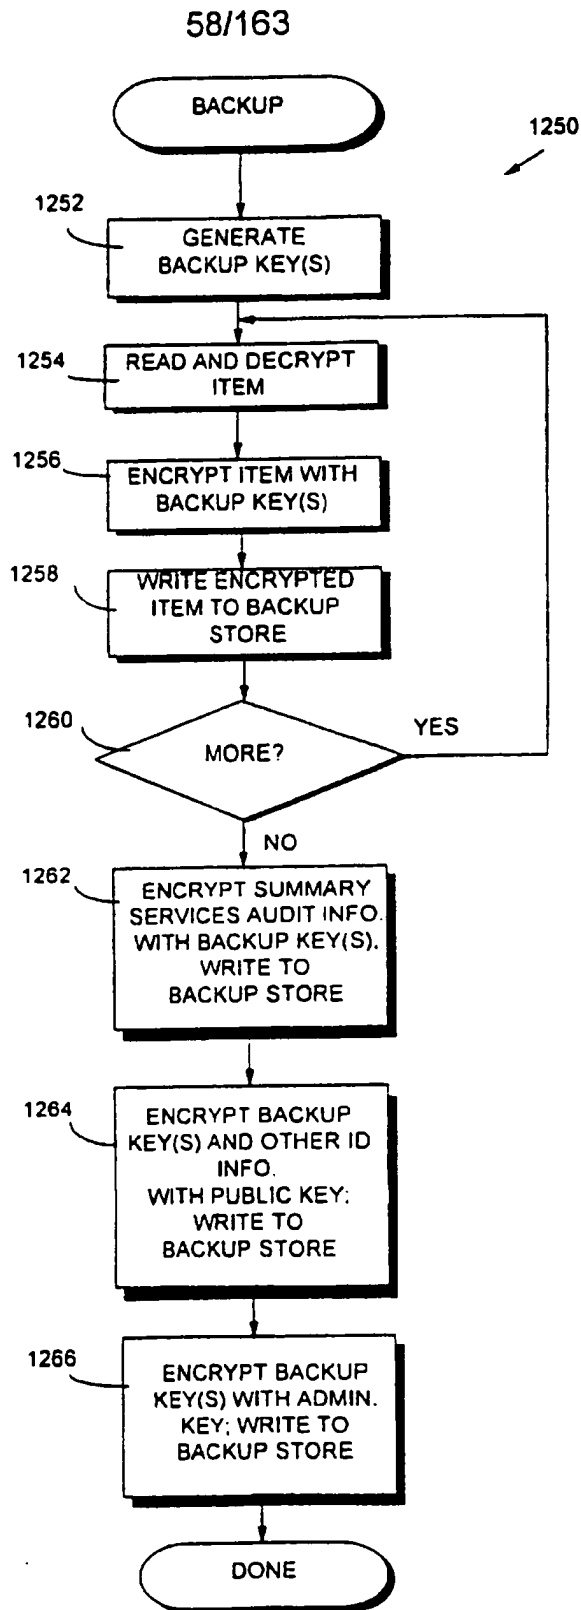 58/163
BACKUP
1250
1252
GENERATE
BACKUP KEY(S)
1254
READ AND DECRYPT
ITEM
1256
ENCRYPT ITEM WITH
BACKUP KEY(S)
1258
WRITE ENCRYPTED
ITEM TO BACKUP
STORE
1260
MORE?
YES
NO
1262
ENCRYPT SUMMARY
SERVICES AUDIT INFO.
WITH BACKUP KEY(S),
WRITE TO
BACKUP STORE
1264
ENCRYPT BACKUP
KEY(S) AND OTHER ID
INFO.
WITH PUBLIC KEY;
WRITE TO
BACKUP STORE
1266
ENCRYPT BACKUP
KEY(S) WITH ADMIN.
KEY; WRITE TO
BACKUP STORE
DONE